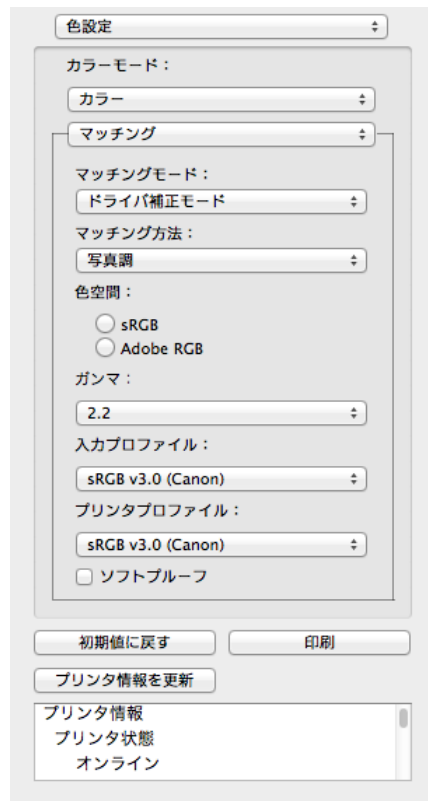 色設定
カラーモード：
カラー
マッチング
マッチングモード：
ドライバ補正モード
マッチング方法：
写真調
色空間：
sRGB
Adobe RGB
ガンマ：
2.2
入力プロファイル：
sRGB v3.0 (Canon)
プリンタプロファイル：
sRGB v3.0 (Canon)
ソフトプルーフ
初期値に戻す 印刷
プリンタ情報を更新
プリンタ情報
プリンタ状態
オンライン